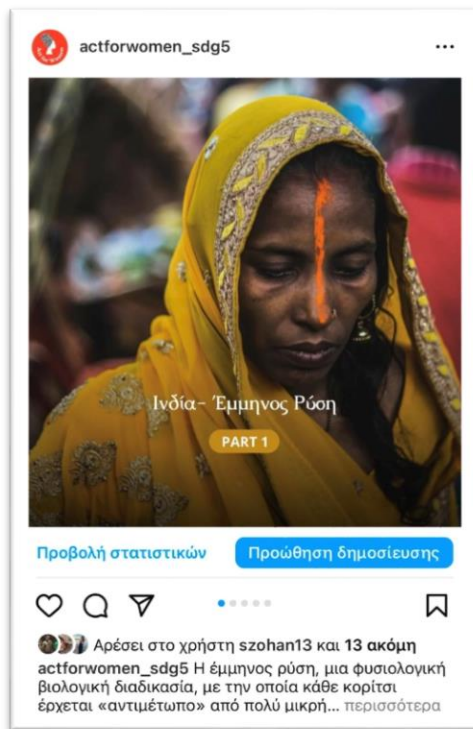 actforwomen_sdg5
Ινδία- Έμμηνος Ρύση
PART 1
Προβολή στατιστικών
Προώθηση δημοσίευσης
Αρέσει στο χρήστη szohan13 και 13 ακόμη
actforwomen_sdg5 Η έμμηνος ρύση, μια φυσιολογική
βιολογική διαδικασία, με την οποία κάθε κορίτσι
έρχεται «αντιμέτωπο» από πολύ μικρή... περισσότερα